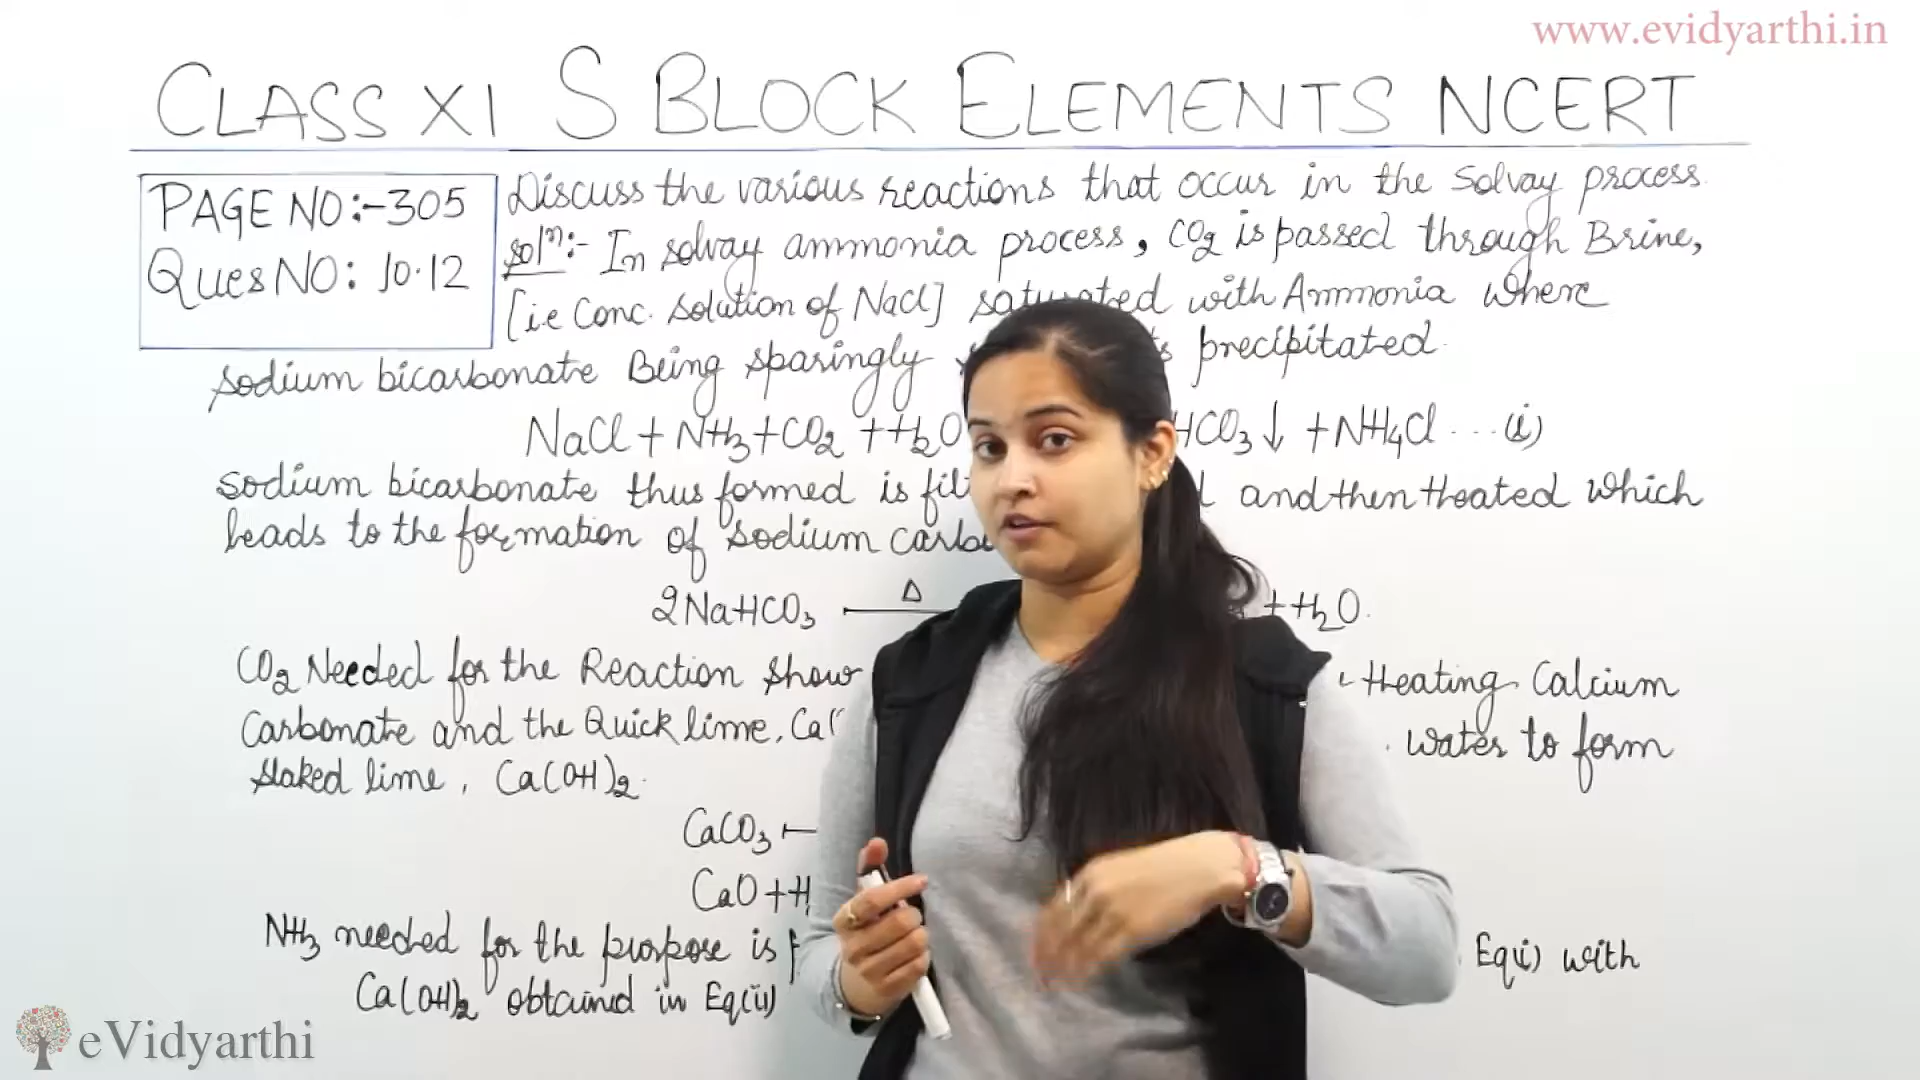 www.evidyarthi.in
CLASS XI S BLOCK ELEMENTS NCERT
PAGE NO:-305
Ques NO: 10.12
Discuss the various reactions that occur in the Solvay process.
Solⁿ:- In solvay ammonia process, CO₂ is passed through Brine,
[i.e Conc. solution of NaCl] saturated with Ammonia where
sodium bicarbonate Being sparingly precipitated.
NaCl + NH₃ + CO₂ + H₂O HCO₃↓ + NH₄Cl ... (i)
sodium bicarbonate thus formed is and then Heated which
leads to the formation of sodium
2NaHCO₃ Δ + H₂O.
CO₂ Needed for the Reaction Show Heating Calcium
Carbonate and the Quick lime, water to form
slaked lime, Ca(OH)₂.
CaCO₃
CaO + H
NH₃ needed for the purpose is Eq(i) with
Ca(OH)₂ obtained in Eq(ii)
eVidyarthi